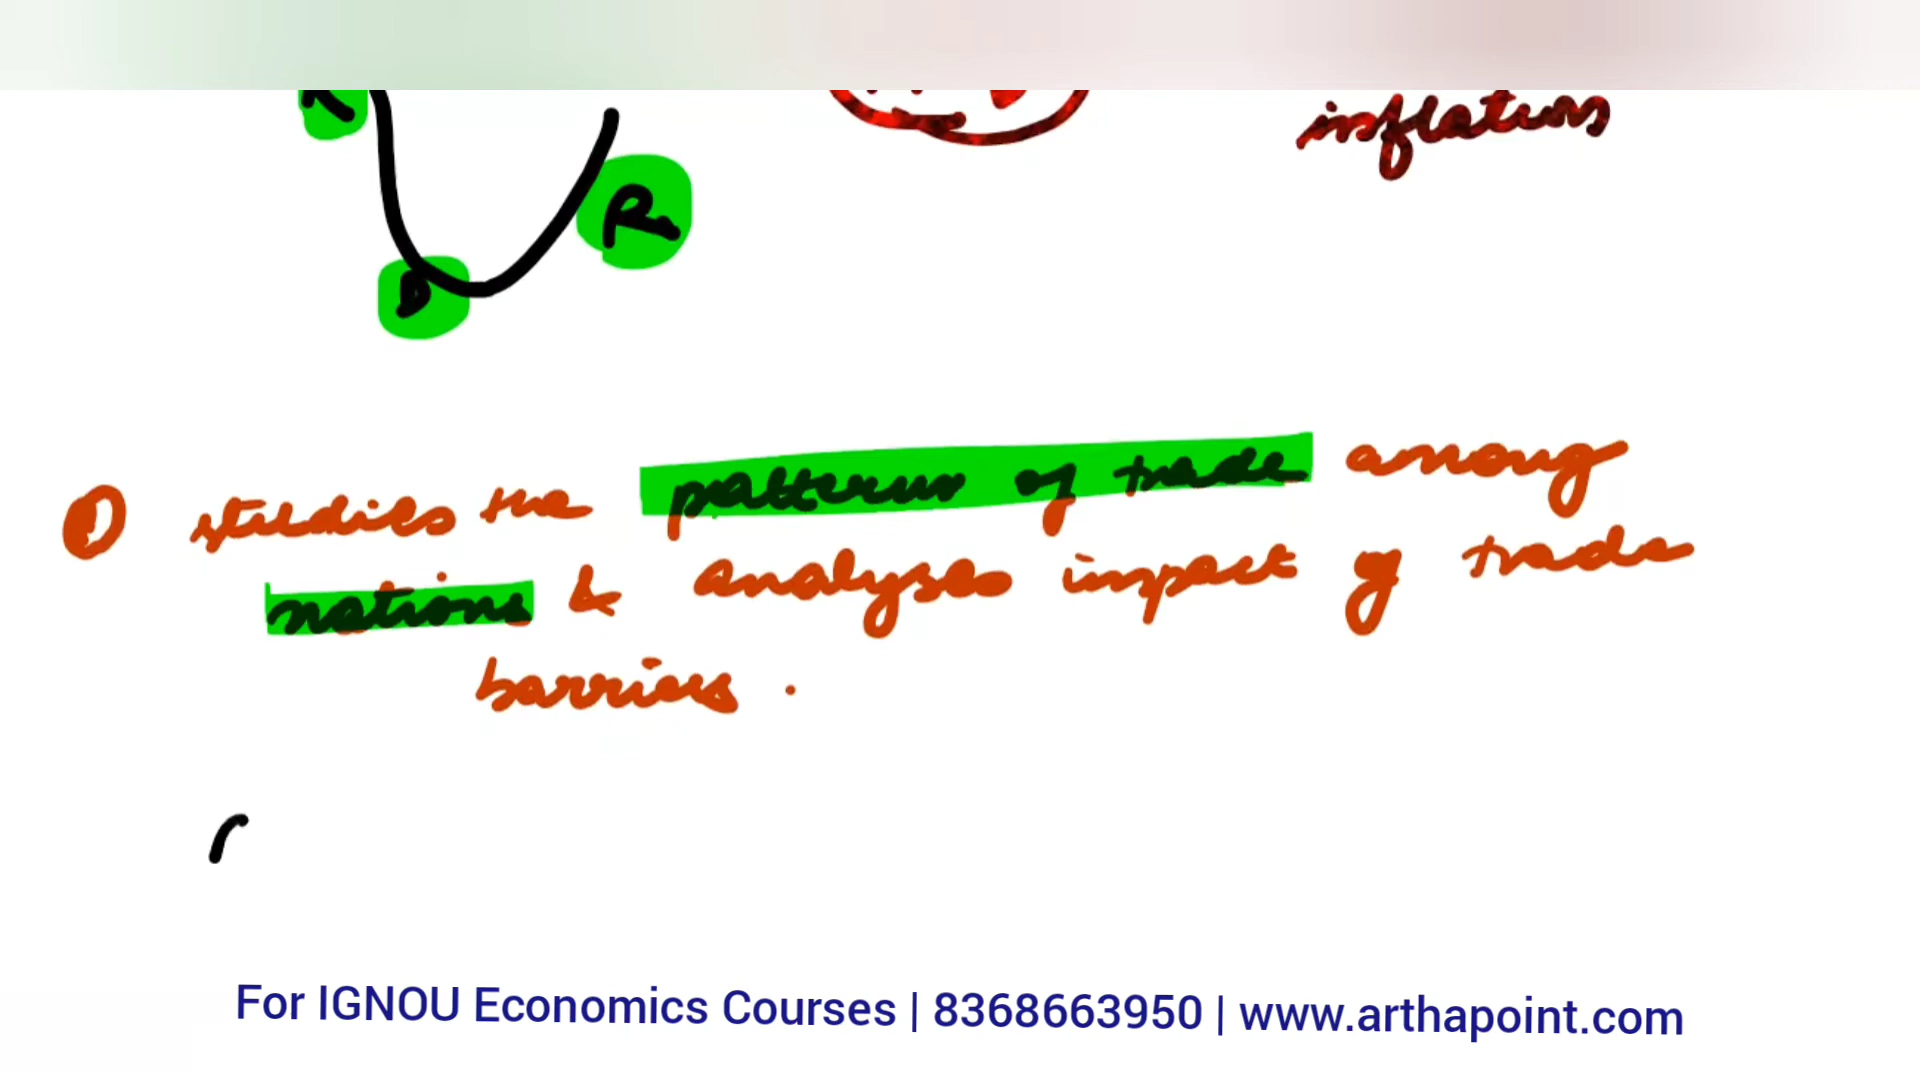 inflation
R
D
① studies the patterns of trade among
nations & analyses impact of trade
barriers .
For IGNOU Economics Courses | 8368663950 | www.arthapoint.com